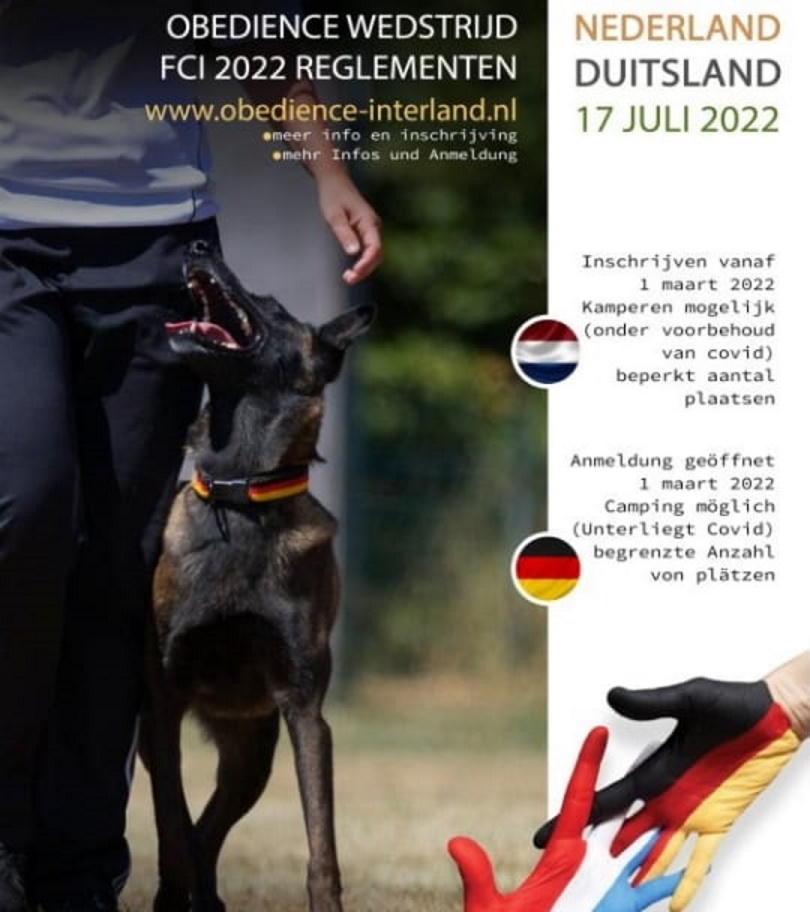 OBEDIENCE WEDSTRIJD
FCI 2022 REGLEMENTEN
www.obedience-interland.nl
•meer info en inschrijving
•mehr Infos und Anmeldung
NEDERLAND
DUITSLAND
17 JULI 2022
Inschrijven vanaf
1 maart 2022
Kamperen mogelijk
(onder voorbehoud
van covid)
beperkt aantal
plaatsen
Anmeldung geöffnet
1 maart 2022
Camping möglich
(Unterliegt Covid)
begrenzte Anzahl
von plätzen